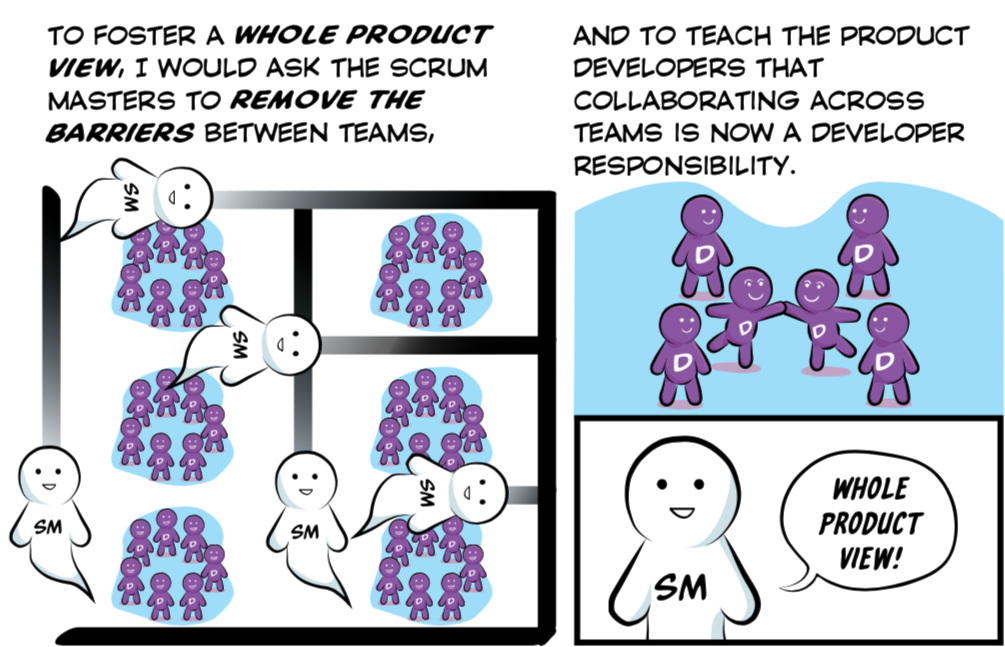 TO FOSTER A WHOLE PRODUCT
VIEW, I WOULD ASK THE SCRUM
MASTERS TO REMOVE THE
BARRIERS BETWEEN TEAMS,
SM
D D D
D D D
D D D
D D D
SM
D D D
D D D
D D D
D D D
SM
SM
SM
D D D
D D D
AND TO TEACH THE PRODUCT
DEVELOPERS THAT
COLLABORATING ACROSS
TEAMS IS NOW A DEVELOPER
RESPONSIBILITY.
D D
D D
D D
SM
WHOLE
PRODUCT
VIEW!